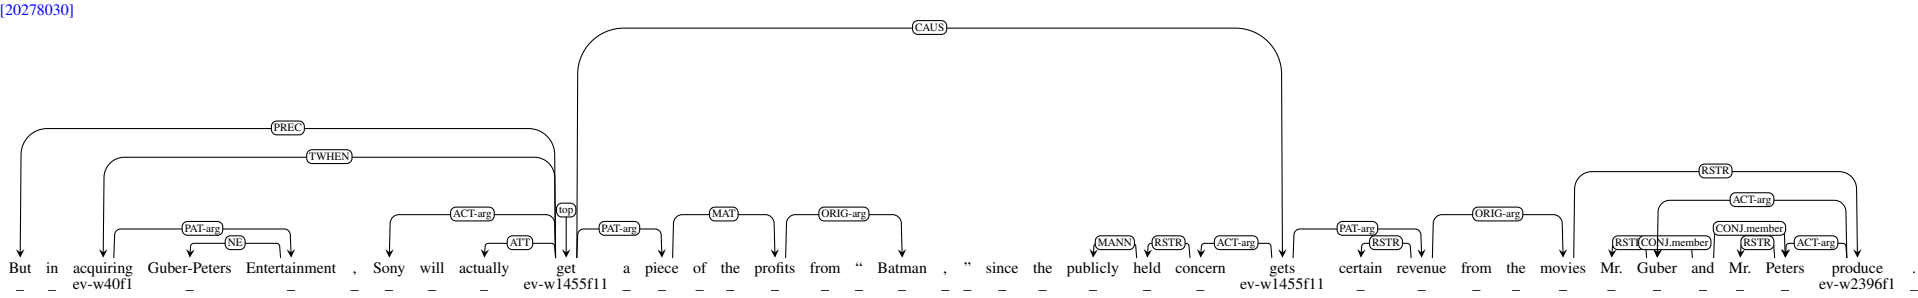 [20278030]
CAUS
PREC
TWHEN
RSTR
ACT-arg
ACT-arg top MAT ORIG-arg ORIG-arg
PAT-arg PAT-arg PAT-arg CONJ.member
NE ATT MANN RSTR ACT-arg RSTR CONJ.member RSTR ACT-arg
But in acquiring Guber-Peters Entertainment , Sony will actually get a piece of the profits from “ Batman , ” since the publicly held concern gets certain revenue from the movies Mr. Guber and Mr. Peters produce .
_ _ ev-w40f1 _ _ _ _ _ _ ev-w1455f11 _ _ _ _ _ _ _ _ _ _ _ _ _ _ _ ev-w1455f11 _ _ _ _ _ _ _ _ _ _ ev-w2396f1 _